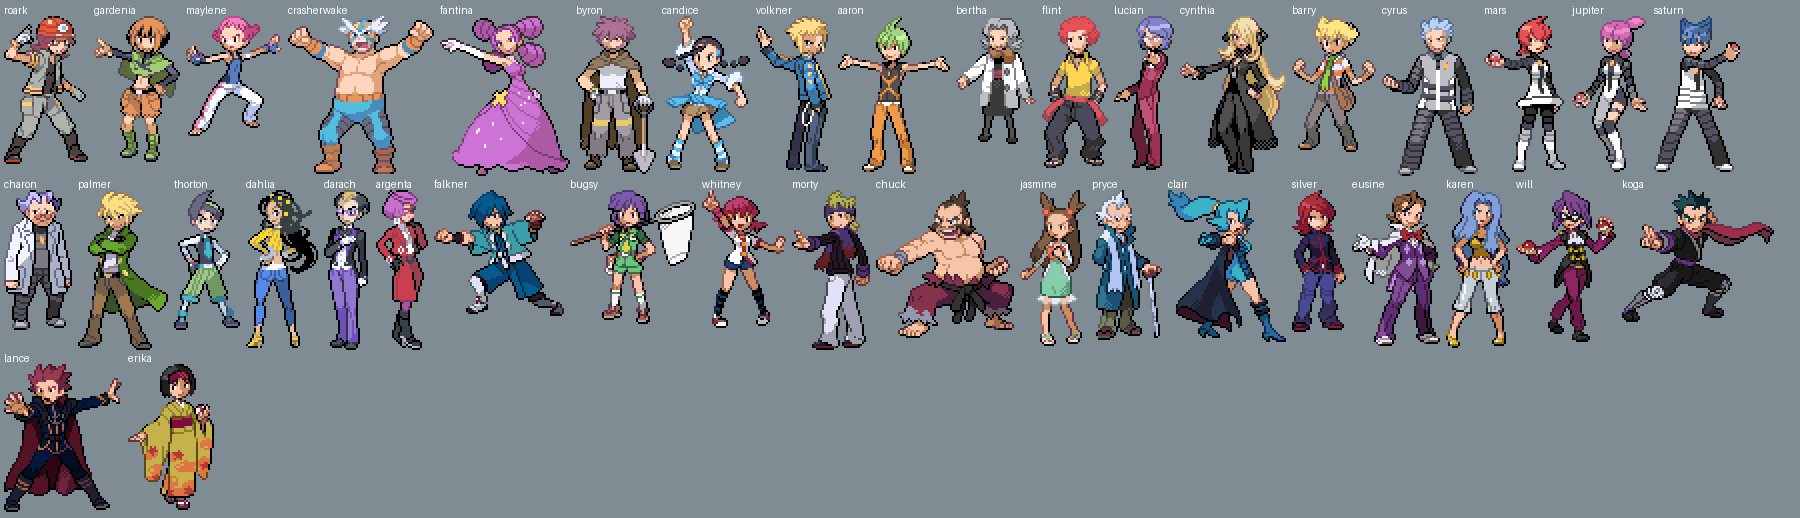 roark gardenia maylene crasherwake fantina byron candice volkner aaron bertha flint lucian cynthia barry cyrus mars jupiter saturn
charon palmer thorton dahlia darach argenta falkner bugsy whitney morty chuck jasmine pryce clair silver eusine karen will koga
lance erika